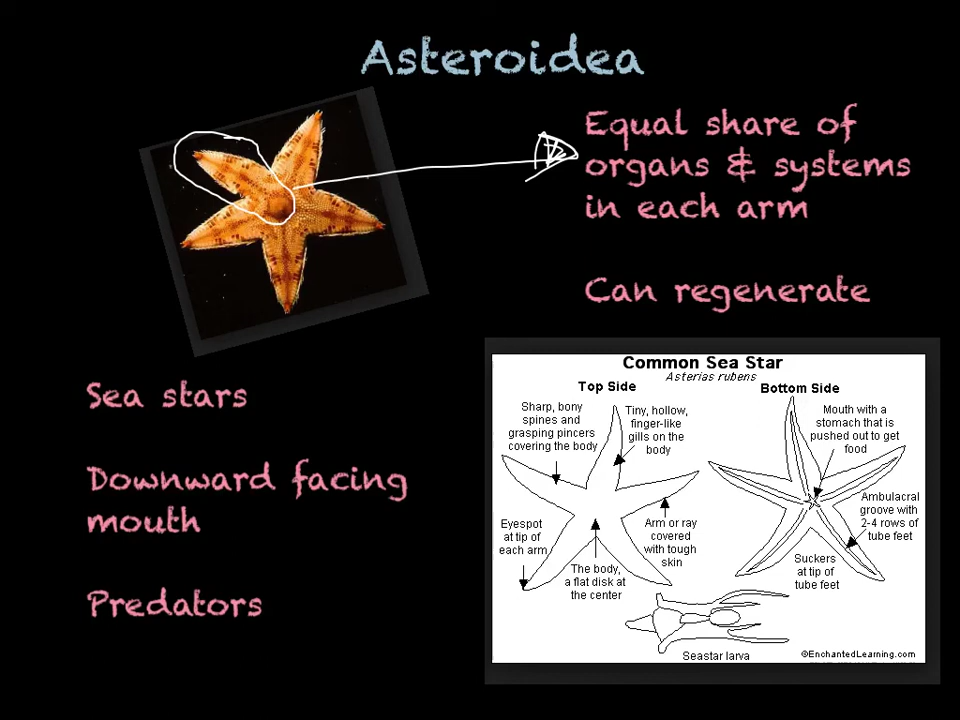 Asteroidea
Equal share of
organs & systems
in each arm
Can regenerate
Sea stars
Downward facing
mouth
Predators
Common Sea Star
Asterias rubens
Top Side
Bottom Side
Sharp, bony
spines and
grasping pincers
covering the body
Tiny, hollow,
finger-like
gills on the
body
Mouth with a
stomach that is
pushed out to get
food
Eyespot
at tip of
each arm
The body,
a flat disk at
the center
Arm or ray
covered
with tough
skin
Ambulacral
groove with
2-4 rows of
tube feet
Suckers
at tip of
tube feet
Seastar larva
©EnchantedLearning.com